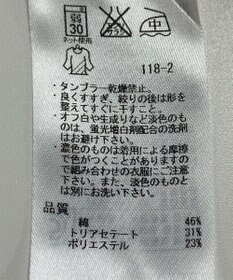 弱
30
ネット使用
エンソサラシ
中
118-2
・タンブラー乾燥禁止。
・良くすすぎ、絞りの後は形を
整えてすぐに干すこと。
・オフ白や生成りなど淡色のも
のは、蛍光増白剤配合の洗剤
はお避け下さい。
・濃色のものは着用による摩擦
で色がつくことがありますの
で組み合わせの衣服にご注意
下さい。また、淡色のものとは
別にお洗い下さい。
品質
綿 46%
トリアセテート 31%
ポリエステル 23%